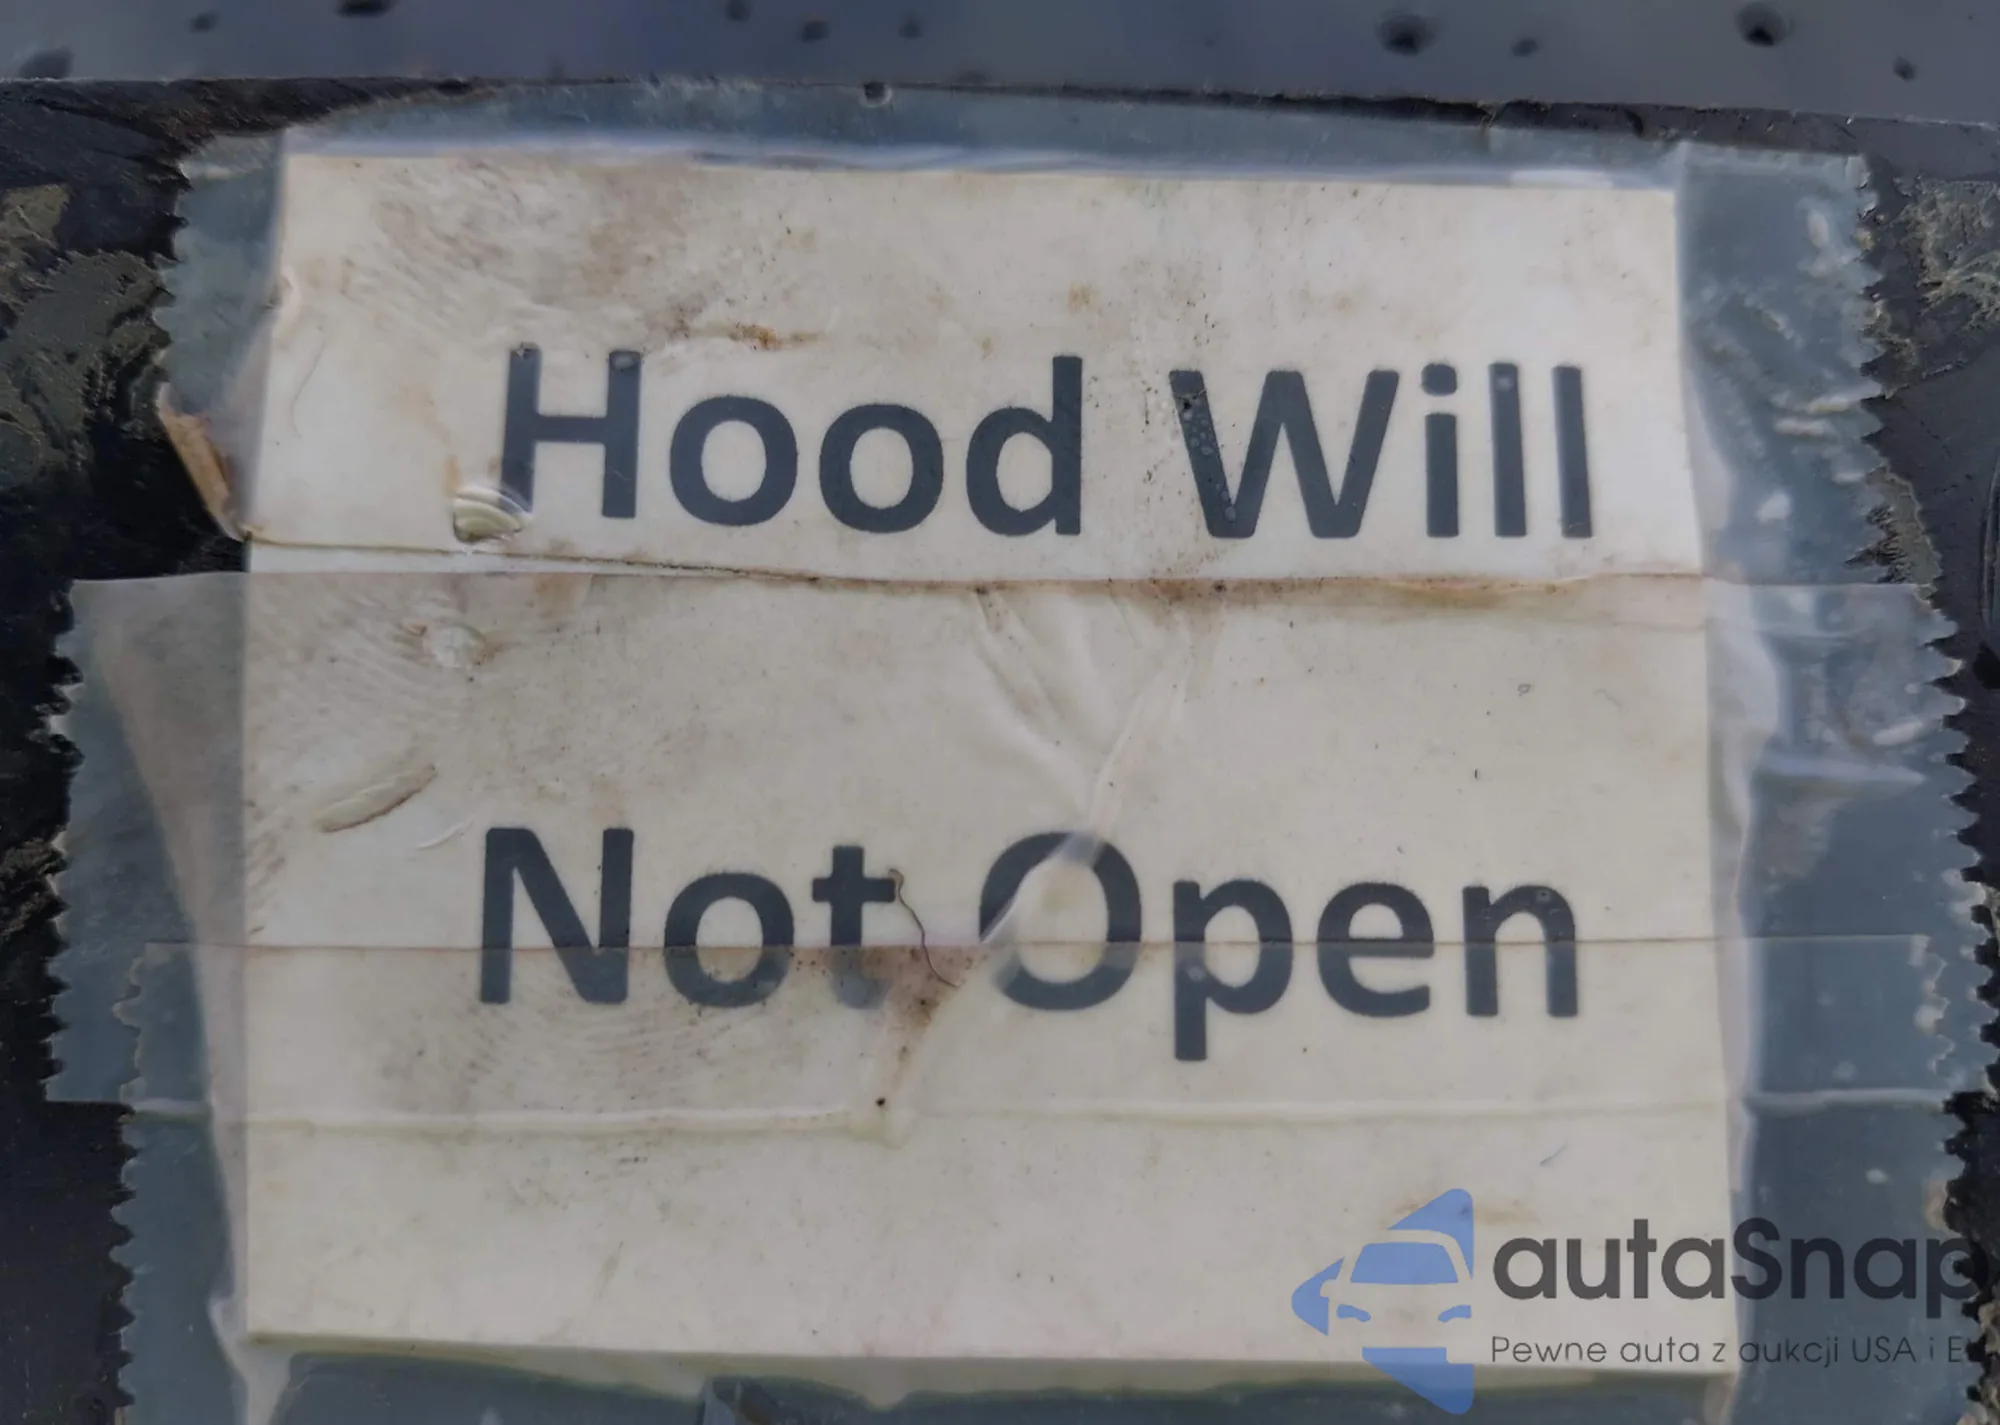 Hood Will
Not Open
autaSnap
Pewne auta z aukcji USA i